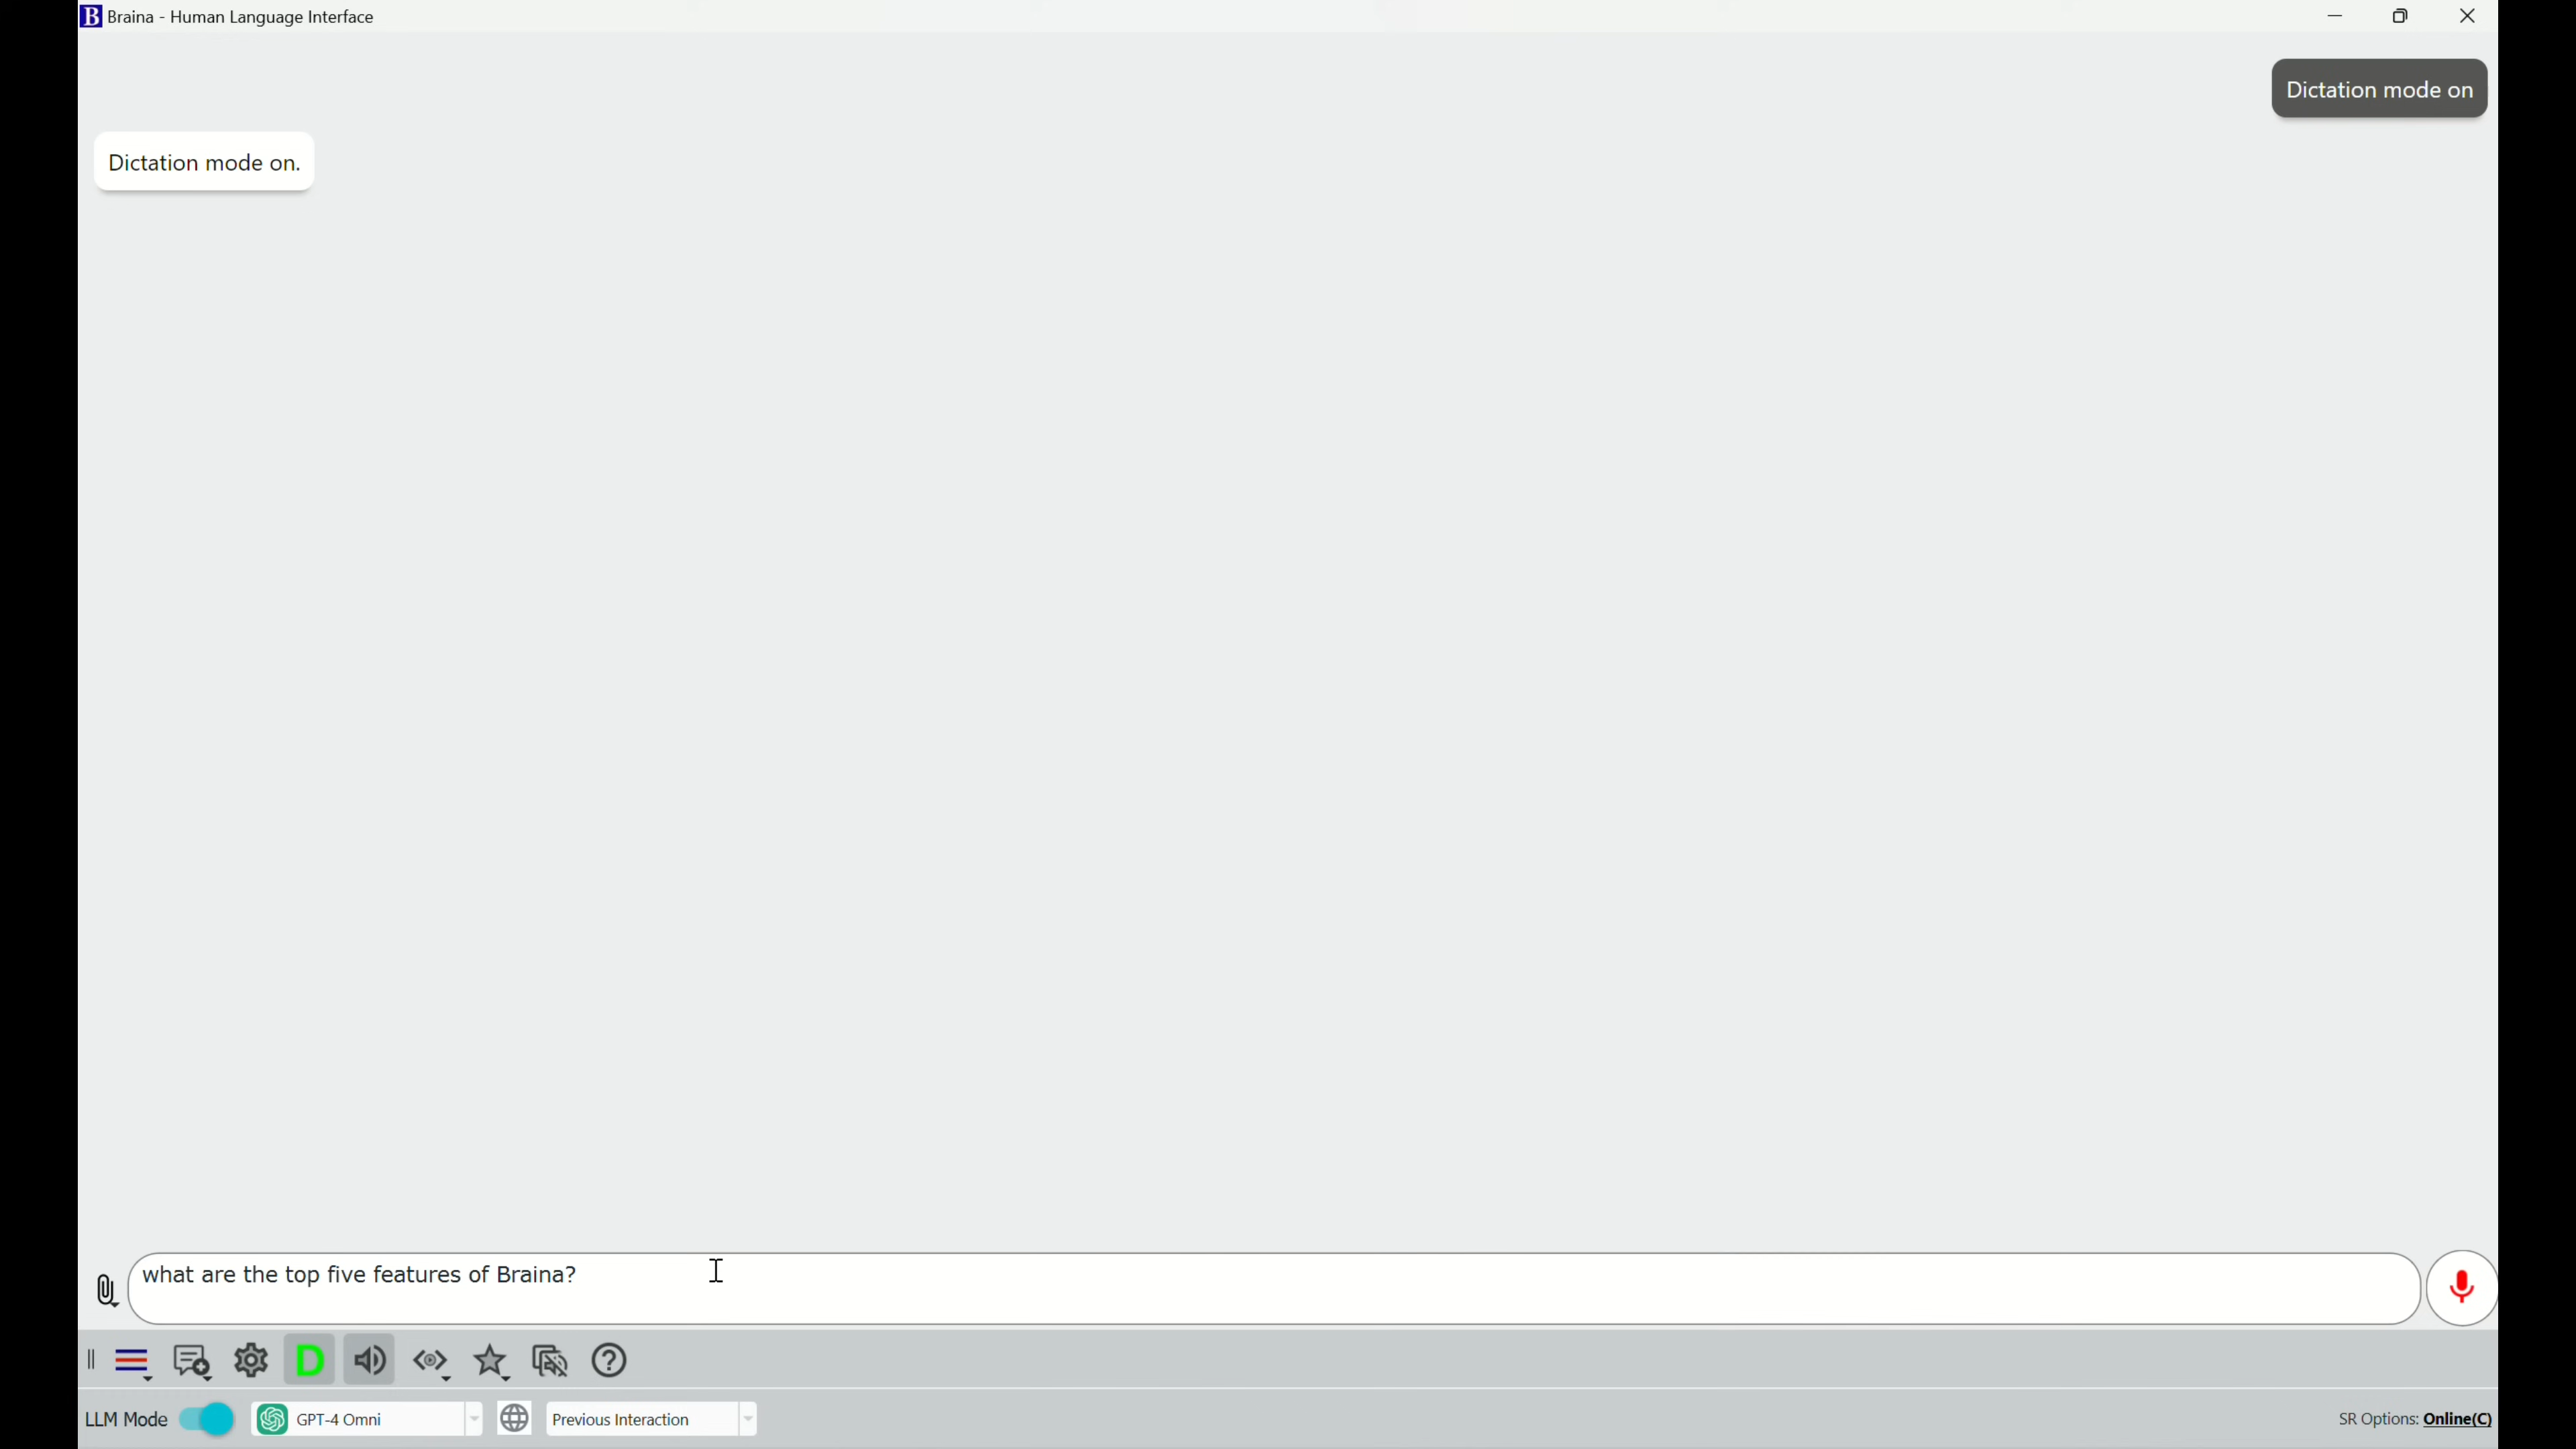 B Braina - Human Language Interface
Dictation mode on
Dictation mode on.
what are the top five features of Braina?
D
LLM Mode GPT-4 Omni Previous Interaction SR Options: Online(C)